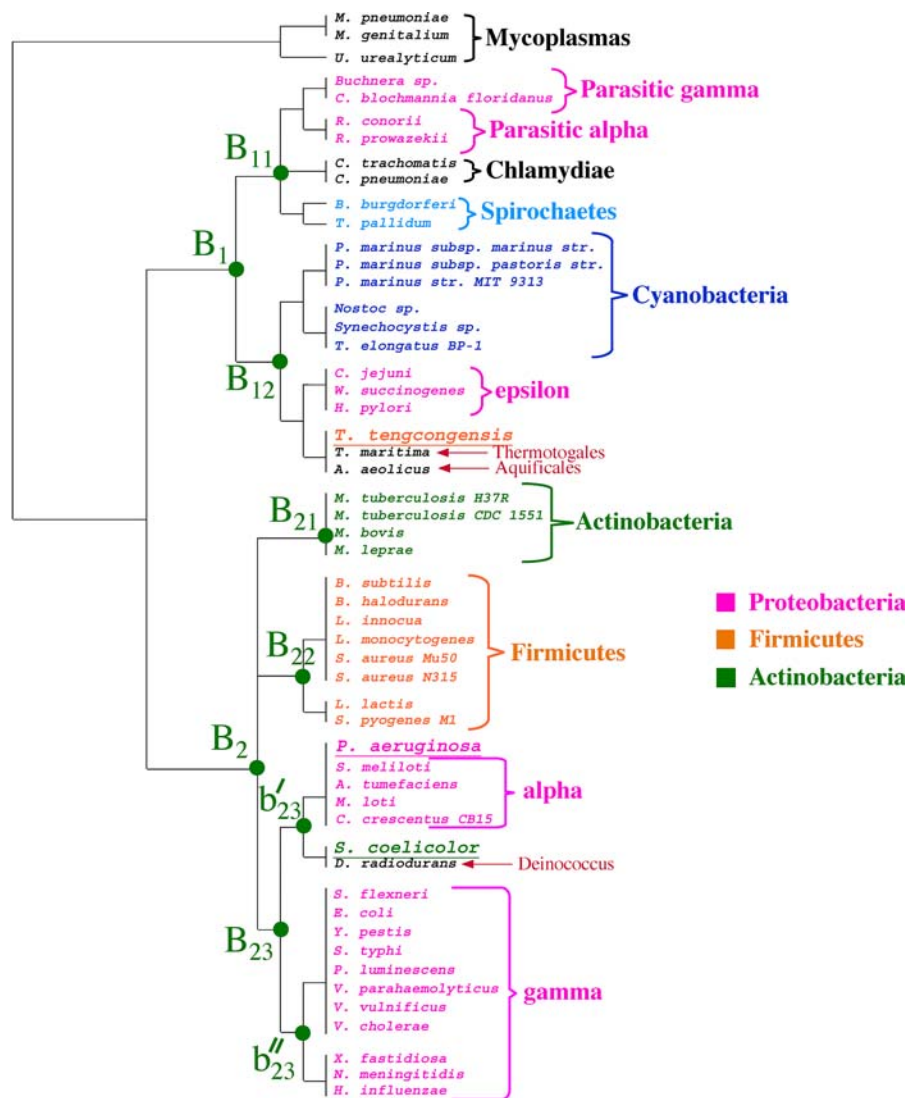 M. pneumoniae
M. genitalium
U. urealyticum
Mycoplasmas
Buchnera sp.
C. blochmannia floridanus
Parasitic gamma
R. conorii
R. prowazekii
Parasitic alpha
B11
C. trachomatis
C. pneumoniae
Chlamydiae
B. burgdorferi
T. pallidum
Spirochaetes
B1
P. marinus subsp. marinus str.
P. marinus subsp. pastoris str.
P. marinus str. MIT 9313
Nostoc sp.
Synechocystis sp.
T. elongatus BP-1
Cyanobacteria
B12
C. jejuni
W. succinogenes
H. pylori
epsilon
T. tengcongensis
T. maritima
Thermotogales
A. aeolicus
Aquificales
B21
M. tuberculosis H37R
M. tuberculosis CDC 1551
M. bovis
M. leprae
Actinobacteria
B22
B. subtilis
B. halodurans
L. innocua
L. monocytogenes
S. aureus Mu50
S. aureus N315
L. lactis
S. pyogenes M1
Firmicutes
Proteobacteria
Firmicutes
Actinobacteria
B2
b′23
P. aeruginosa
S. meliloti
A. tumefaciens
M. loti
C. crescentus CB15
alpha
S. coelicolor
D. radiodurans
Deinococcus
B23
S. flexneri
E. coli
Y. pestis
S. typhi
P. luminescens
V. parahaemolyticus
V. vulnificus
V. cholerae
gamma
b″23
X. fastidiosa
N. meningitidis
H. influenzae